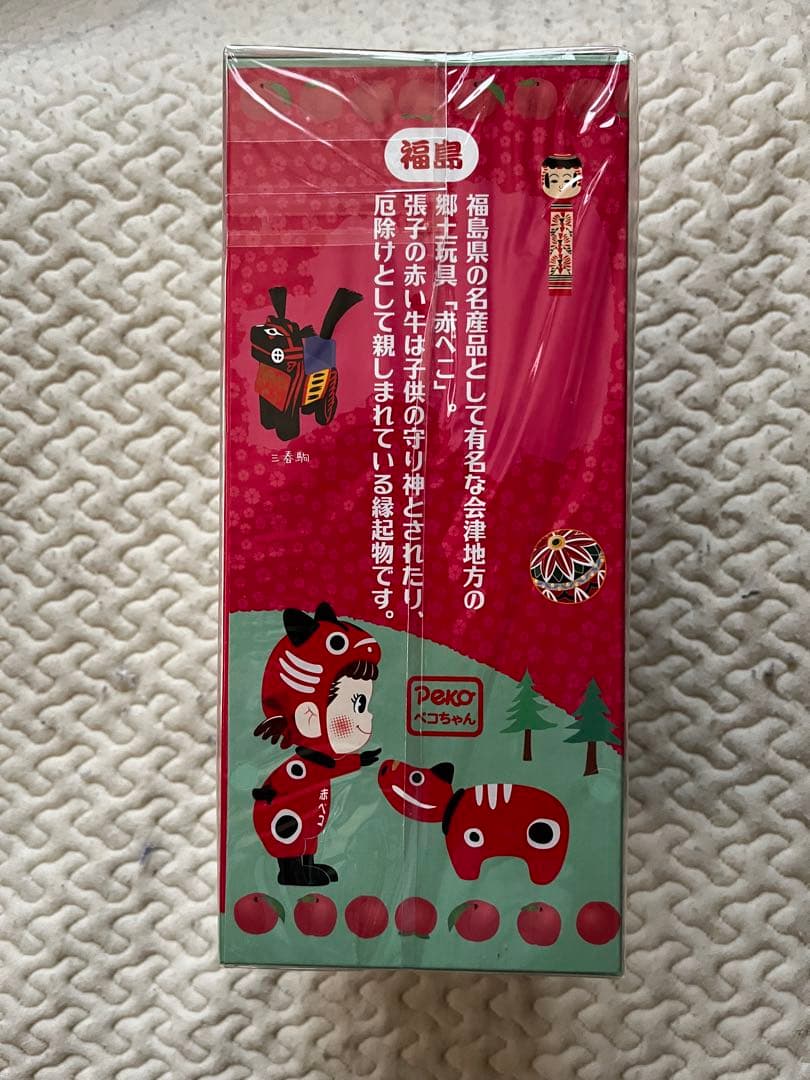 福島
福島県の名産品として有名な会津地方の
郷土玩具「赤べこ」。
張子の赤い牛は子供の守り神とされたり、
厄除けとして親しまれている縁起物です。
三春駒
Peko
ペコちゃん
赤べこ